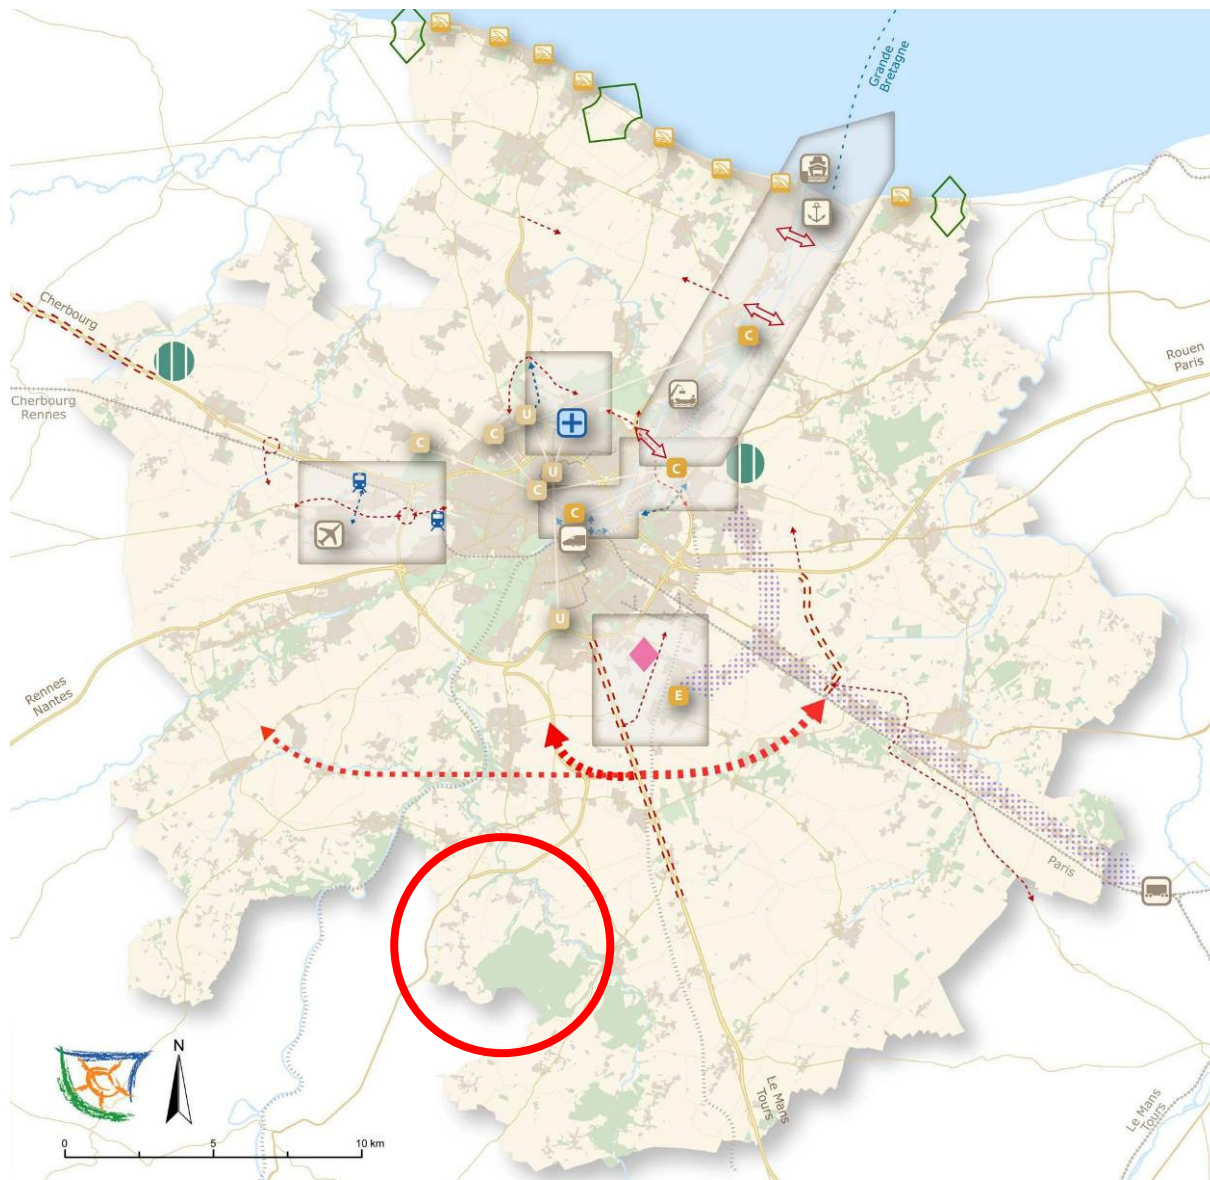 Grande -
Bretagne
Cherbourg
Rouen
Paris
C
Cherbourg
Rennes
U
C
C
U
C
C
C
U
Rennes
Nantes
E
Paris
N
Le Mans
Tours
Le Mans
Tours
0 5 10 km